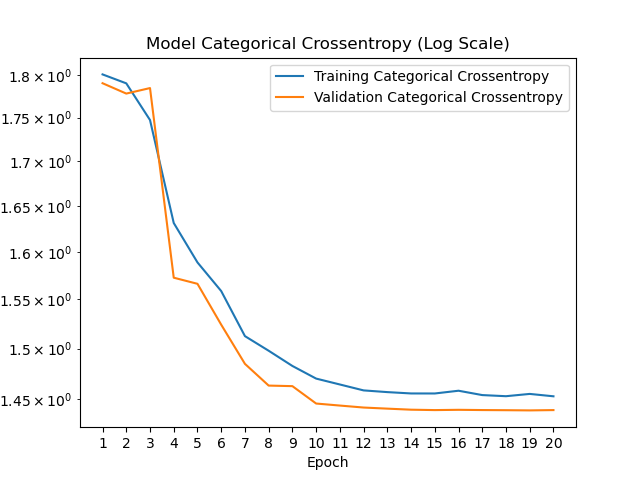 Model Categorical Crossentropy (Log Scale)
Training Categorical Crossentropy
Validation Categorical Crossentropy
1.8 × 10⁰
1.75 × 10⁰
1.7 × 10⁰
1.65 × 10⁰
1.6 × 10⁰
1.55 × 10⁰
1.5 × 10⁰
1.45 × 10⁰
1 2 3 4 5 6 7 8 9 10 11 12 13 14 15 16 17 18 19 20
Epoch